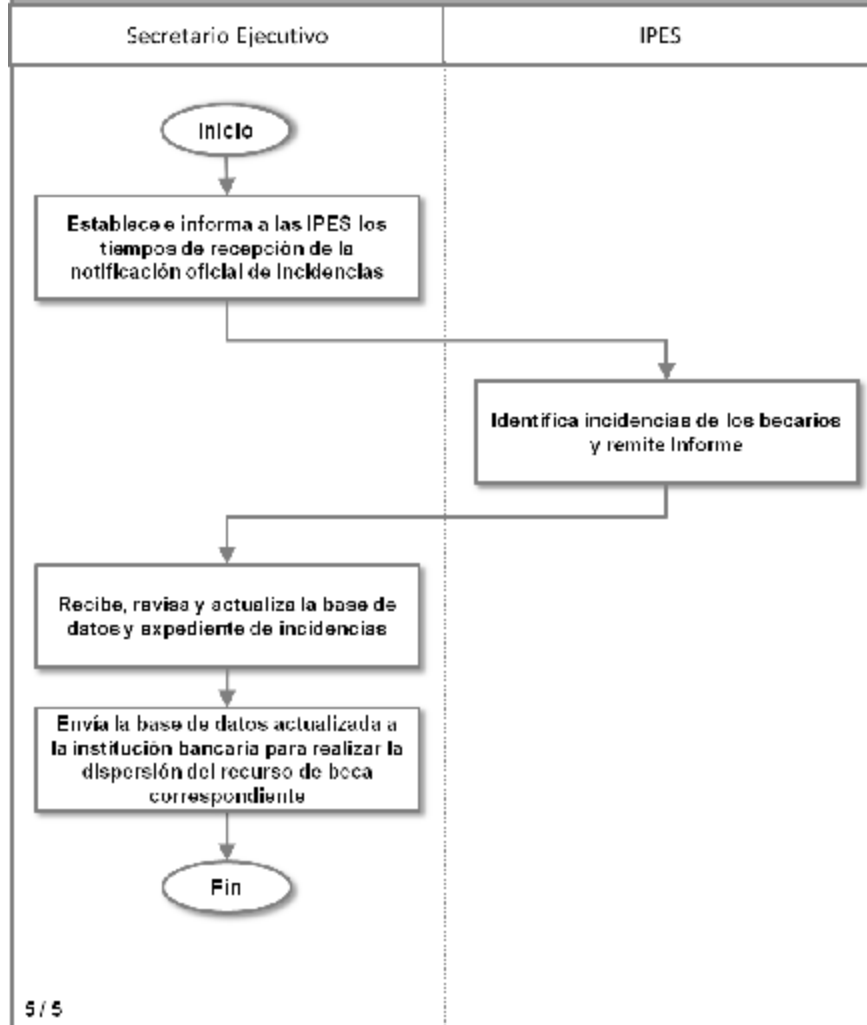 Secretario Ejecutivo
IPES
Inicio
Establece e informa a las IPES los
tiempos de recepción de la
notificación oficial de incidencias
Identifica incidencias de los becarios
y remite Informe
Recibe, revisa y actualiza la base de
datos y expediente de incidencias
Envía la base de datos actualizada a
la institución bancaria para realizar la
dispersión del recurso de beca
correspondiente
Fin
5 / 5